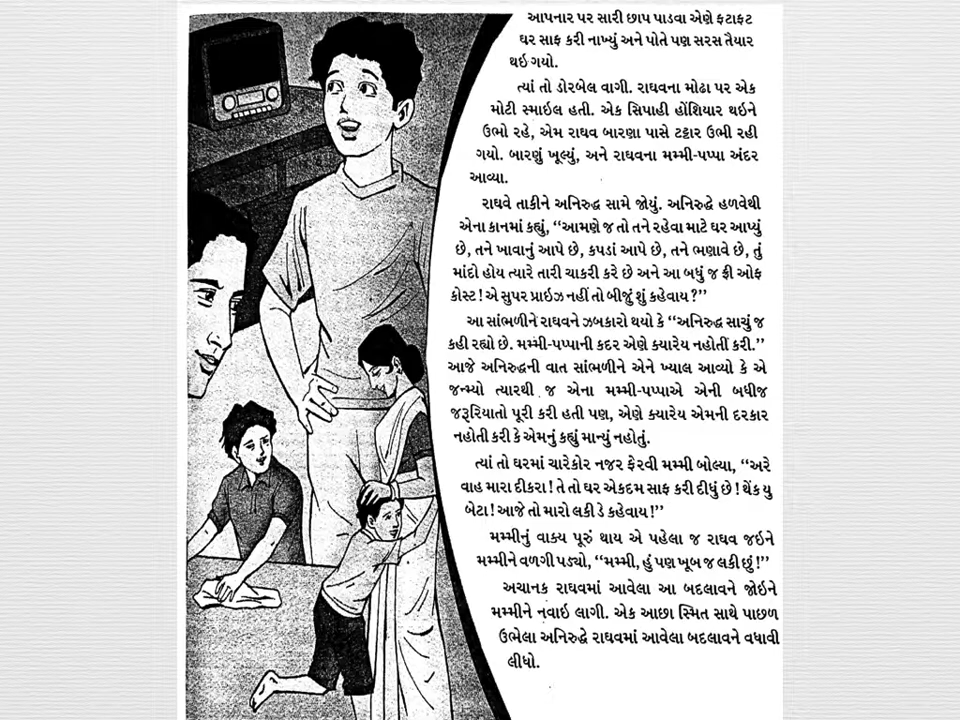 આપનાર પર સારી છાપ પાડવા એણે ફટાફટ
ઘર સાફ કરી નાખ્યું અને પોતે પણ સરસ તૈયાર
થઇ ગયો.
ત્યાં તો ડોરબેલ વાગી. રાઘવના મોઢા પર એક
મોટી સ્માઇલ હતી. એક સિપાહી હોંશિયાર થઇને
ઉભો રહે, એમ રાઘવ બારણા પાસે ટટ્ટાર ઉભી રહી
ગયો. બારણું ખૂલ્યું, અને રાઘવના મમ્મી-પપ્પા અંદર
આવ્યા.
રાઘવે તાકીને અનિરુદ્ધ સામે જોયું. અનિરુદ્ધે હળવેથી
એના કાનમાં કહ્યું, “આમણે જ તો તને રહેવા માટે ઘર આપ્યું
છે, તને ખાવાનું આપે છે, કપડાં આપે છે, તને ભણાવે છે, તું
માંદો હોય ત્યારે તારી ચાકરી કરે છે અને આ બધું જ ફ્રી ઓફ
કોસ્ટ! એ સુપર પ્રાઇઝ નહીં તો બીજું શું કહેવાય?”
આ સાંભળીને રાઘવને ઝબકારો થયો કે “અનિરુદ્ધ સાચું જ
કહી રહ્યો છે. મમ્મી-પપ્પાની કદર એણે ક્યારેય નહોતીં કરી.”
આજે અનિરુદ્ધની વાત સાંભળીને એને ખ્યાલ આવ્યો કે એ
જન્મ્યો ત્યારથી જ એના મમ્મી-પપ્પાએ એની બધીજ
જરૂરિયાતો પૂરી કરી હતી પણ, એણે ક્યારેય એમની દરકાર
નહોતી કરી કે એમનું કહ્યું માન્યું નહોતું.
ત્યાં તો ઘરમાં ચારેકોર નજર ફેરવી મમ્મી બોલ્યા, “અરે
વાહ મારા દીકરા! તે તો ઘર એકદમ સાફ કરી દીધું છે! થેંક યુ
બેટા! આજે તો મારો લકી ડે કહેવાય!”
મમ્મીનું વાક્ય પૂરું થાય એ પહેલા જ રાઘવ જઇને
મમ્મીને વળગી પડ્યો, “મમ્મી, હું પણ ખૂબ જ લકી છું!”
અચાનક રાઘવમાં આવેલા આ બદલાવને જોઇને
મમ્મીને નવાઇ લાગી. એક આછા સ્મિત સાથે પાછળ
ઉભેલા અનિરુદ્ધે રાઘવમાં આવેલા બદલાવને વધાવી
લીધો.